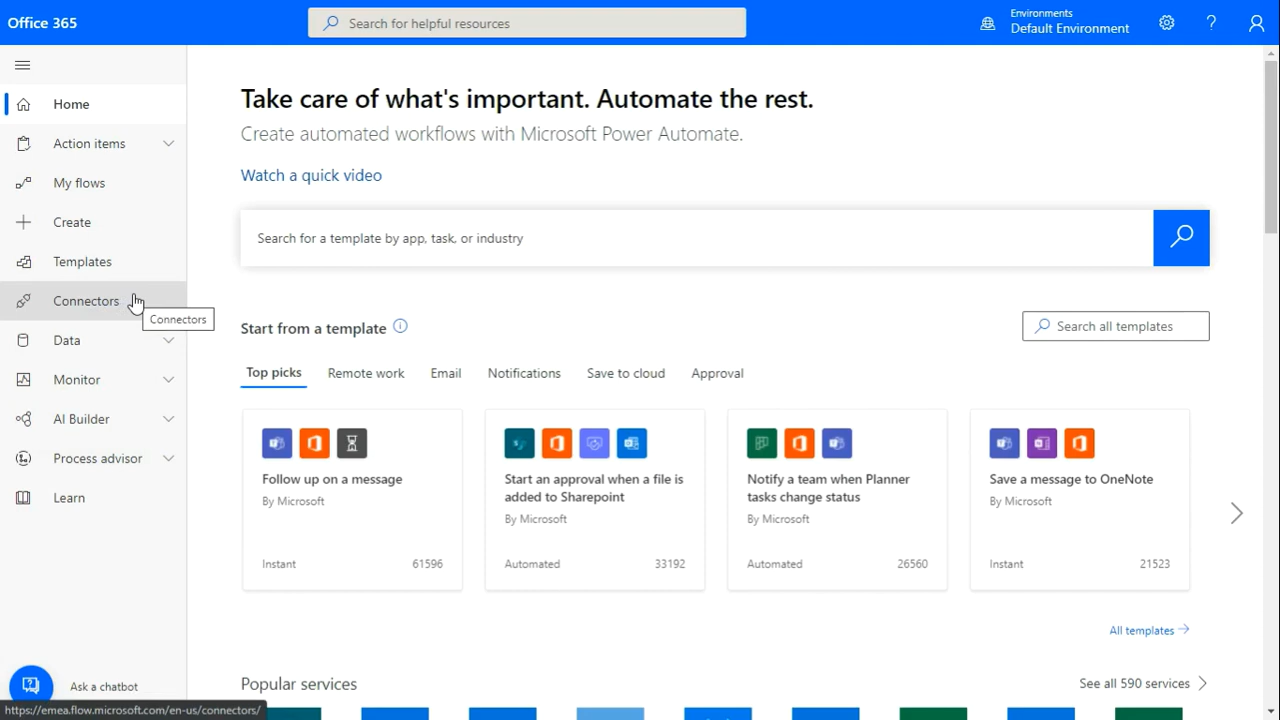 Office 365
Search for helpful resources
Environments
Default Environment
Home
Action items
My flows
Create
Templates
Connectors
Connectors
Data
Monitor
AI Builder
Process advisor
Learn
Ask a chatbot
https://emea.flow.microsoft.com/en-us/connectors/
Take care of what's important. Automate the rest.
Create automated workflows with Microsoft Power Automate.
Watch a quick video
Search for a template by app, task, or industry
Start from a template
Search all templates
Top picks Remote work Email Notifications Save to cloud Approval
Follow up on a message
By Microsoft
Instant 61596
Start an approval when a file is
added to Sharepoint
By Microsoft
Automated 33192
Notify a team when Planner
tasks change status
By Microsoft
Automated 26560
Save a message to OneNote
By Microsoft
Instant 21523
All templates
Popular services
See all 590 services